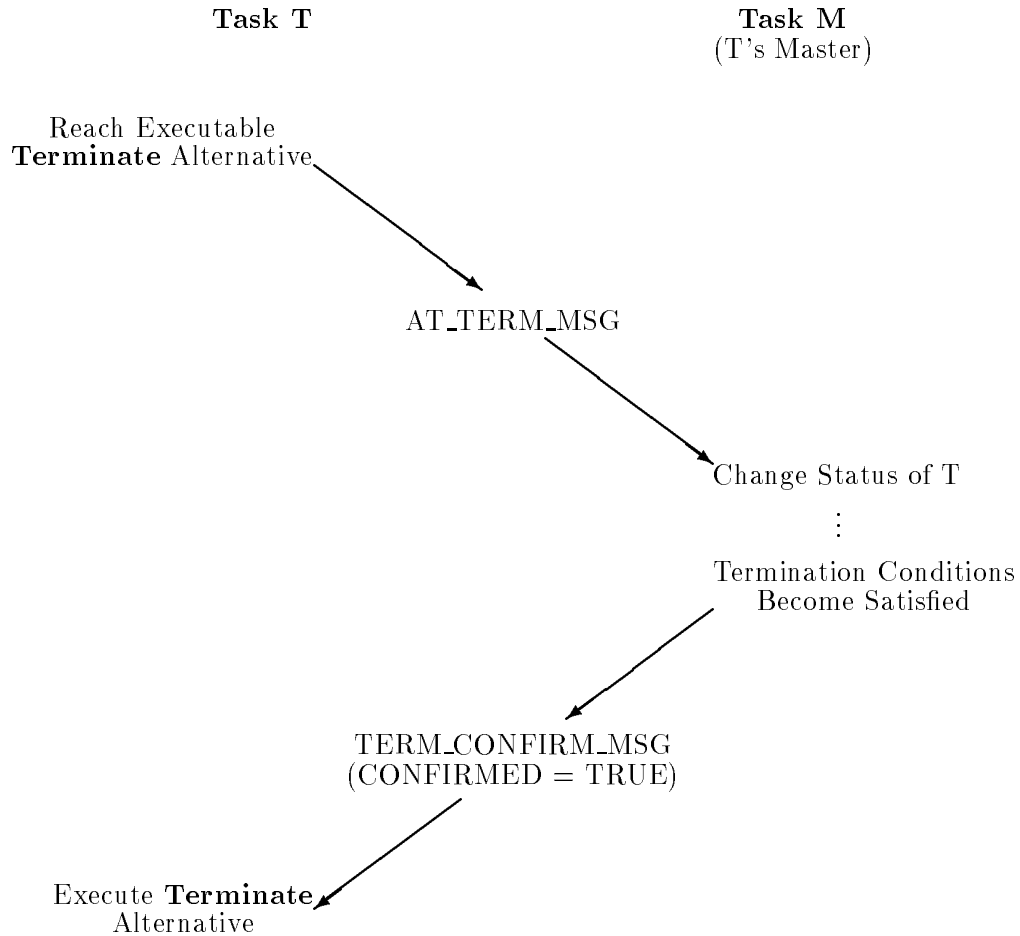 Task T
Task M
(T's Master)
Reach Executable
Terminate Alternative
AT_TERM_MSG
Change Status of T
⋮
Termination Conditions
Become Satisfied
TERM_CONFIRM_MSG
(CONFIRMED = TRUE)
Execute Terminate
Alternative